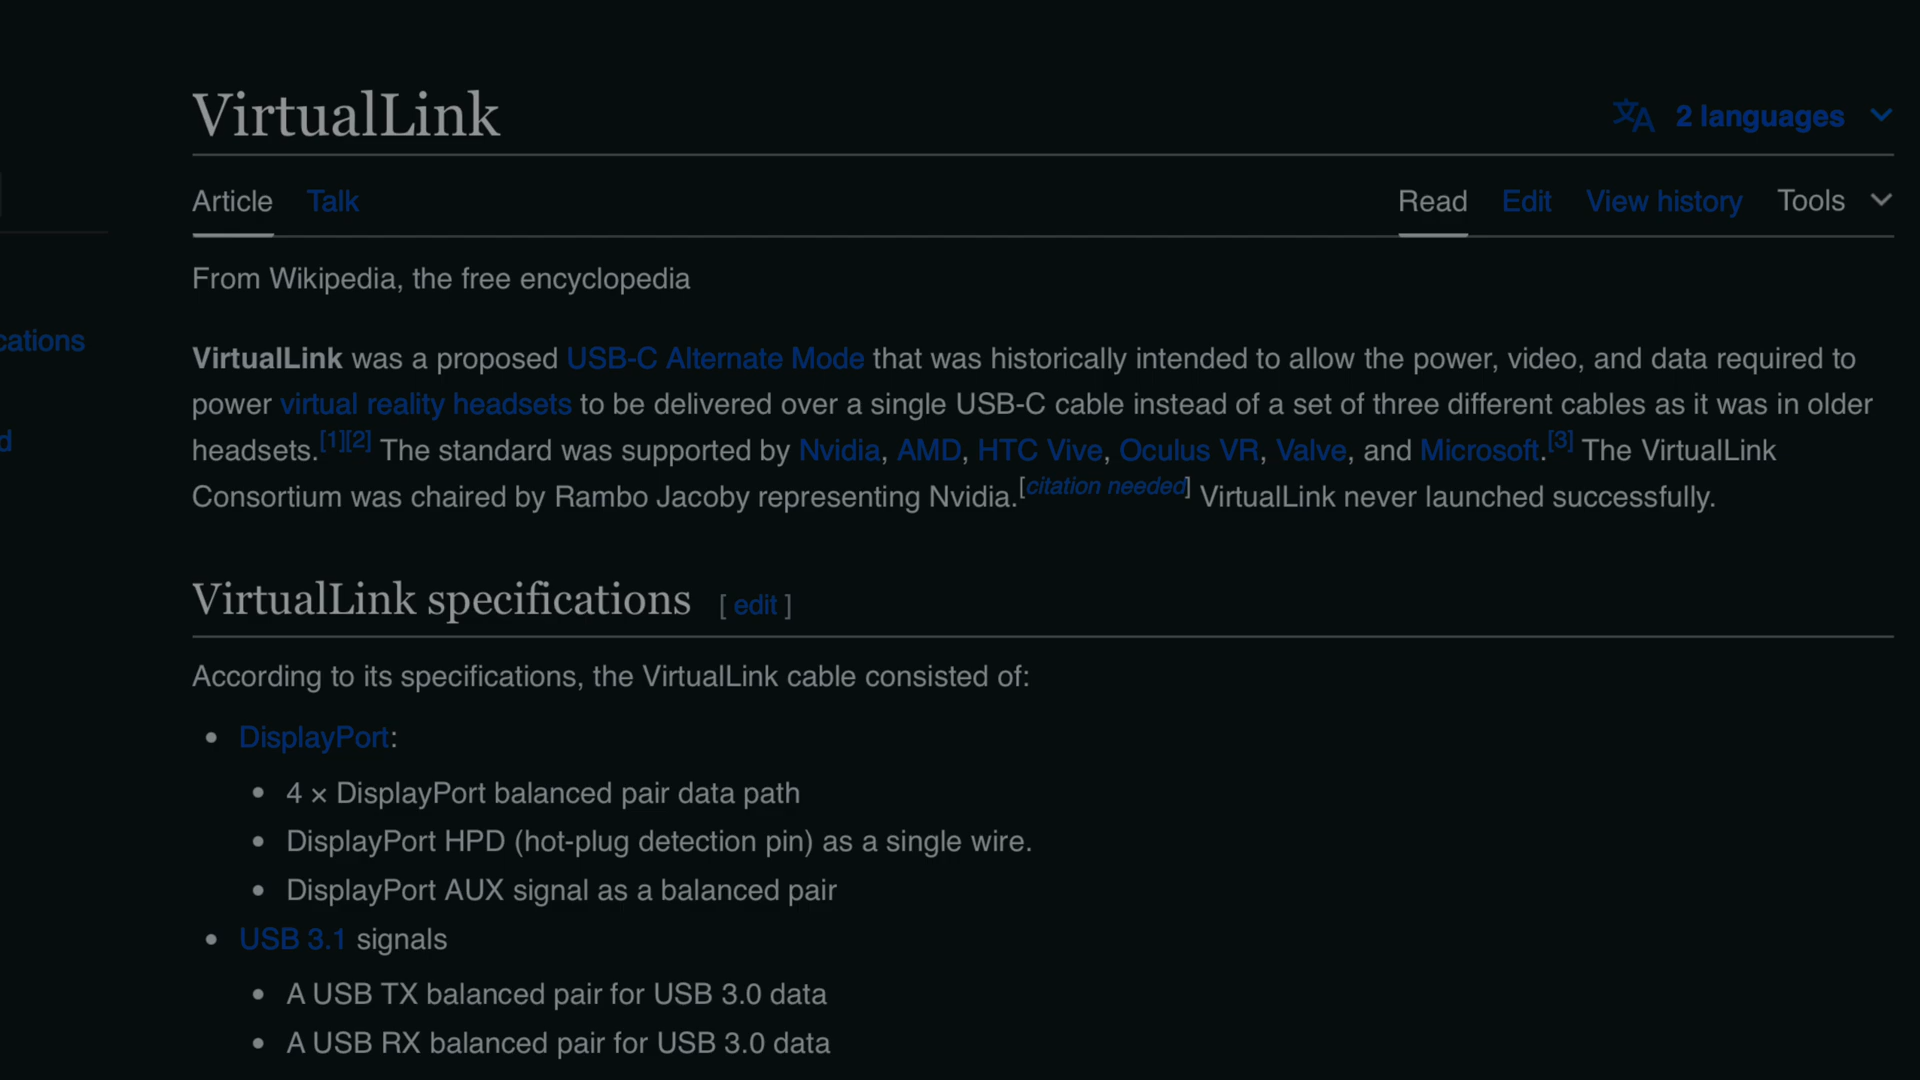 VirtualLink
2 languages
Article Talk Read Edit View history Tools
From Wikipedia, the free encyclopedia
cations
VirtualLink was a proposed USB-C Alternate Mode that was historically intended to allow the power, video, and data required to
power virtual reality headsets to be delivered over a single USB-C cable instead of a set of three different cables as it was in older
d
headsets.[1][2] The standard was supported by Nvidia, AMD, HTC Vive, Oculus VR, Valve, and Microsoft.[3] The VirtualLink
Consortium was chaired by Rambo Jacoby representing Nvidia.[citation needed] VirtualLink never launched successfully.
VirtualLink specifications [ edit ]
According to its specifications, the VirtualLink cable consisted of:
• DisplayPort:
• 4 × DisplayPort balanced pair data path
• DisplayPort HPD (hot-plug detection pin) as a single wire.
• DisplayPort AUX signal as a balanced pair
• USB 3.1 signals
• A USB TX balanced pair for USB 3.0 data
• A USB RX balanced pair for USB 3.0 data